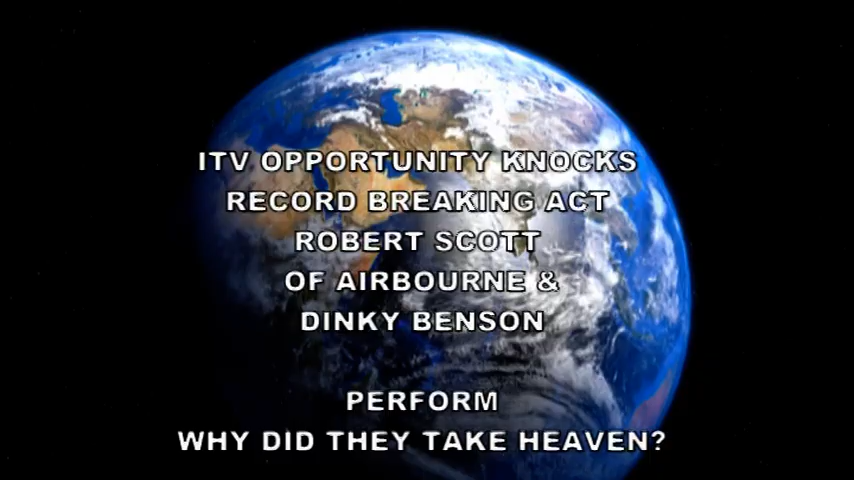 ITV OPPORTUNITY KNOCKS
RECORD BREAKING ACT
ROBERT SCOTT
OF AIRBOURNE &
DINKY BENSON
PERFORM
WHY DID THEY TAKE HEAVEN?